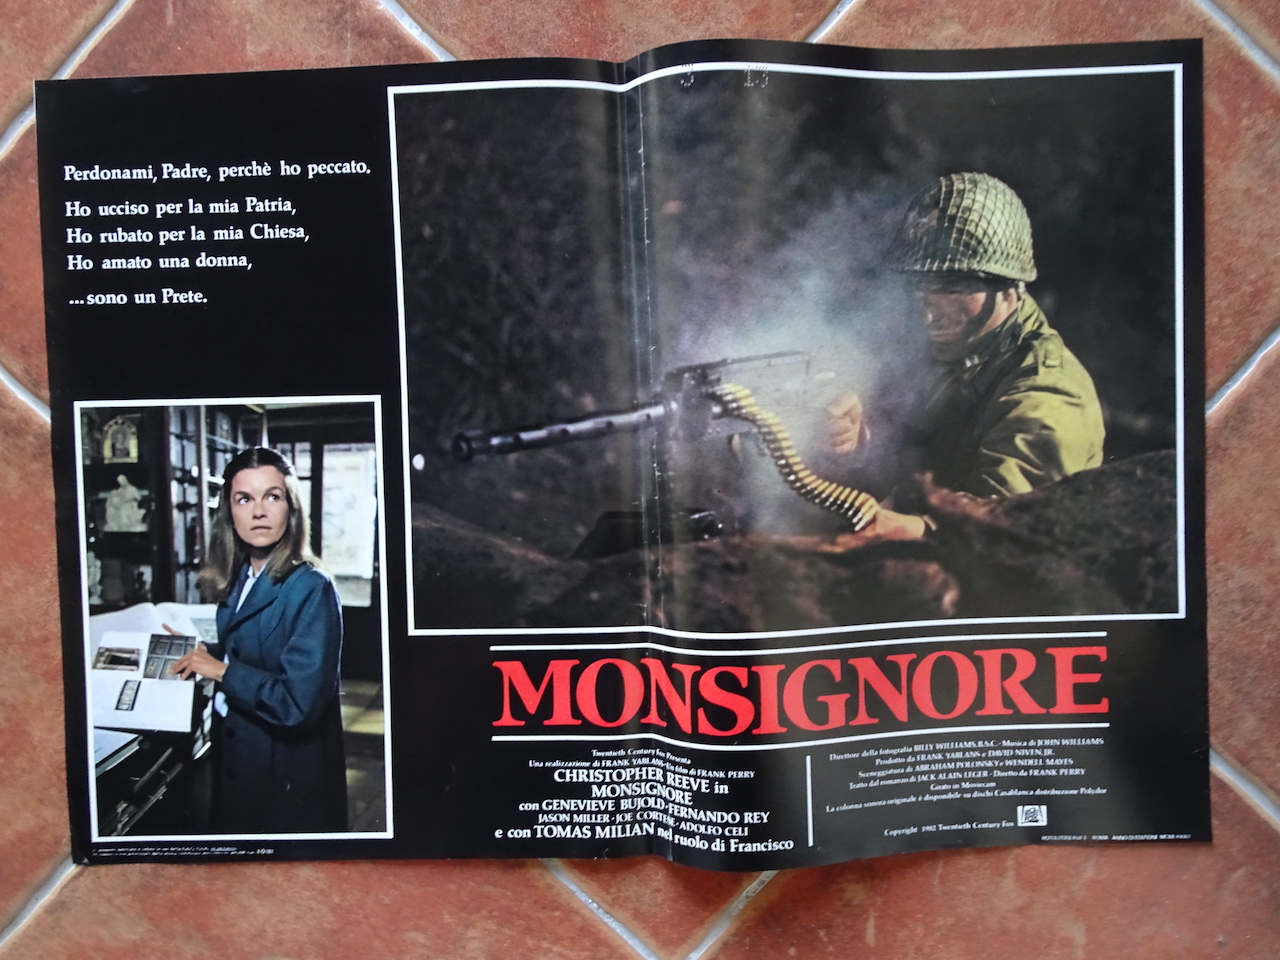 Perdonami, Padre, perchè ho peccato.
Ho ucciso per la mia Patria,
Ho rubato per la mia Chiesa,
Ho amato una donna,
...sono un Prete.
MONSIGNORE
Twentieth Century Fox Presenta
Una realizzazione di FRANK YABLANS - Un film di FRANK PERRY
CHRISTOPHER REEVE in
MONSIGNORE
con GENEVIEVE BUJOLD - FERNANDO REY
JASON MILLER - JOE CORTESE - ADOLFO CELI
e con TOMAS MILIAN nel ruolo di Francisco
Direttore della fotografia BILLY WILLIAMS, B.S.C. - Musica di JOHN WILLIAMS
Prodotto da FRANK YABLANS e DAVID NIVEN, JR.
Sceneggiatura di ABRAHAM POLONSKY e WENDELL MAYES
Tratto dal romanzo di JACK ALAIN LEGER - Diretto da FRANK PERRY
Girato in Moviecam
La colonna sonora originale è disponibile su dischi Casablanca distribuzione Polydor
Copyright 1982 Twentieth Century Fox